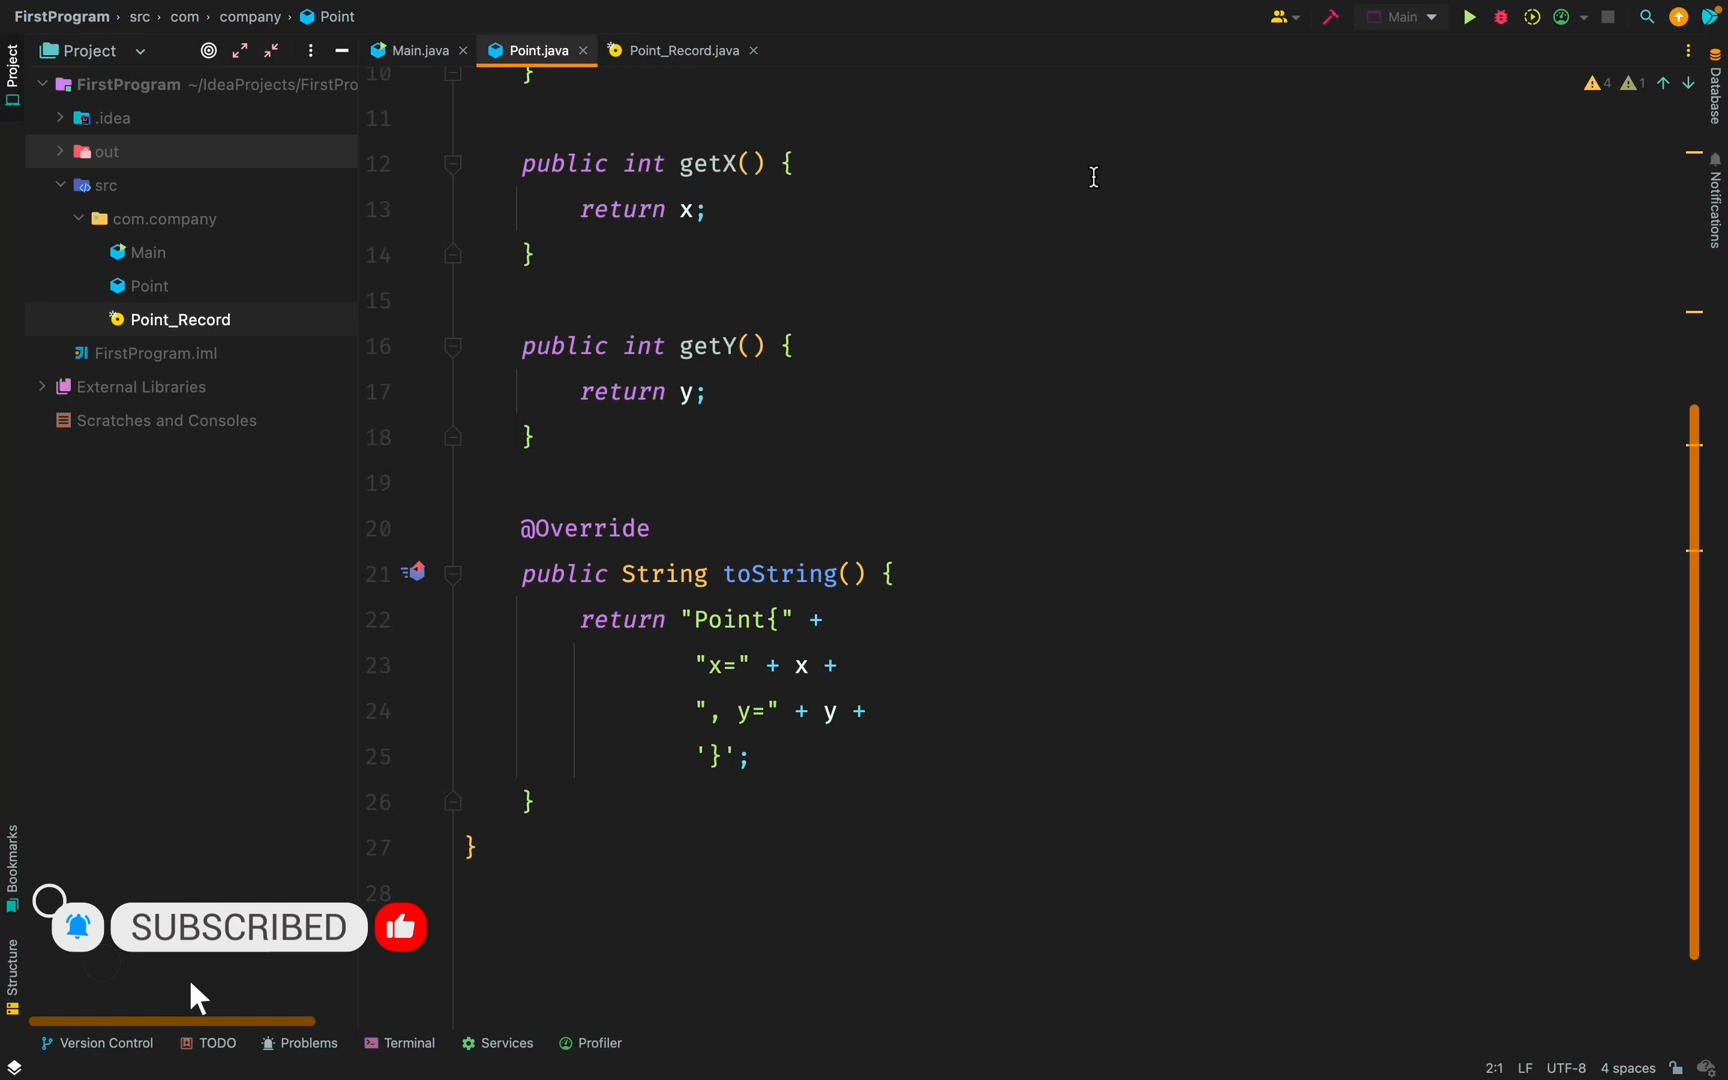 FirstProgram › src › com › company › Point
Main
Project
Main.java
Point.java
Point_Record.java
Project
FirstProgram ~/IdeaProjects/FirstPro
.idea
out
src
com.company
Main
Point
Point_Record
FirstProgram.iml
External Libraries
Scratches and Consoles
4 1
10 }
11
12 public int getX() {
13 return x;
14 }
15
16 public int getY() {
17 return y;
18 }
19
20 @Override
21 public String toString() {
22 return "Point{" +
23 "x=" + x +
24 ", y=" + y +
25 '}';
26 }
27 }
28
Database
Notifications
Bookmarks
Structure
SUBSCRIBED
Version Control
TODO
Problems
Terminal
Services
Profiler
2:1 LF UTF-8 4 spaces